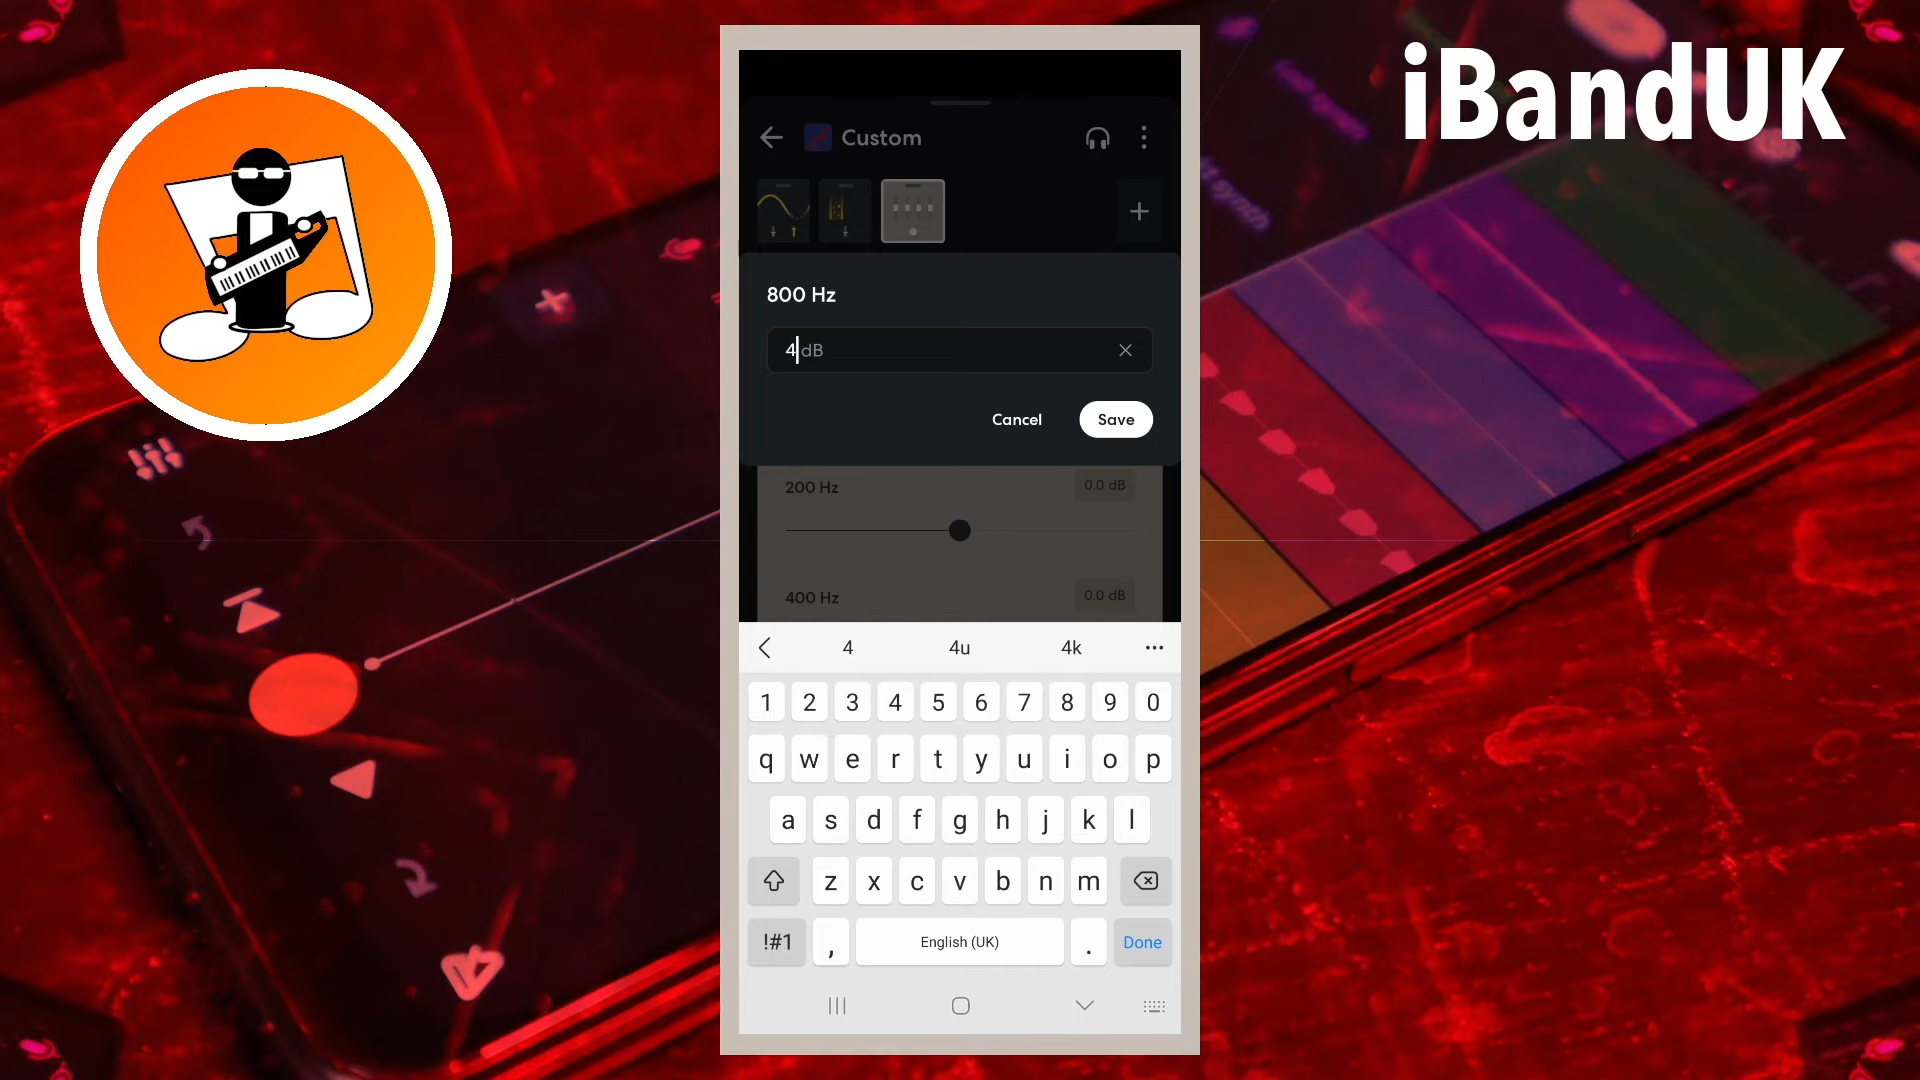 iBandUK
Custom
800 Hz
4 dB
Cancel
Save
200 Hz
0.0 dB
400 Hz
0.0 dB
4
4u
4k
1 2 3 4 5 6 7 8 9 0
q w e r t y u i o p
a s d f g h j k l
z x c v b n m
!#1 , English (UK) . Done